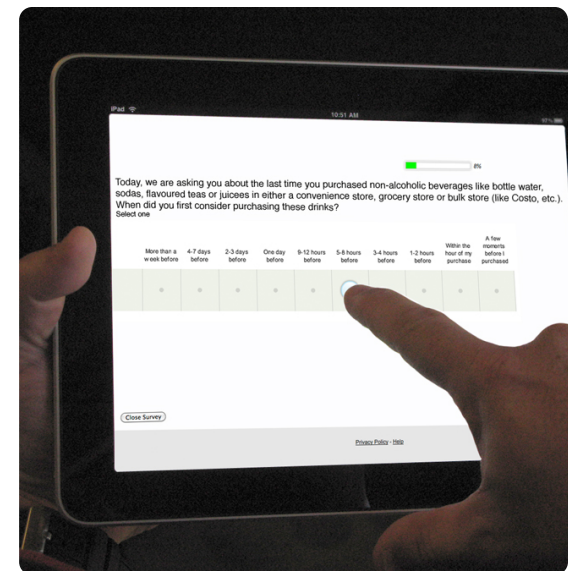 iPad
10:51 AM
8%
Today, we are asking you about the last time you purchased non-alcoholic beverages like bottle water,
sodas, flavoured teas or juicees in either a convenience store, grocery store or bulk store (like Costo, etc.).
When did you first consider purchasing these drinks?
Select one
More than a week before
4-7 days before
2-3 days before
One day before
9-12 hours before
5-8 hours before
3-4 hours before
1-2 hours before
Within the hour of my purchase
A few moments before I purchased
Close Survey
Privacy Policy - Help